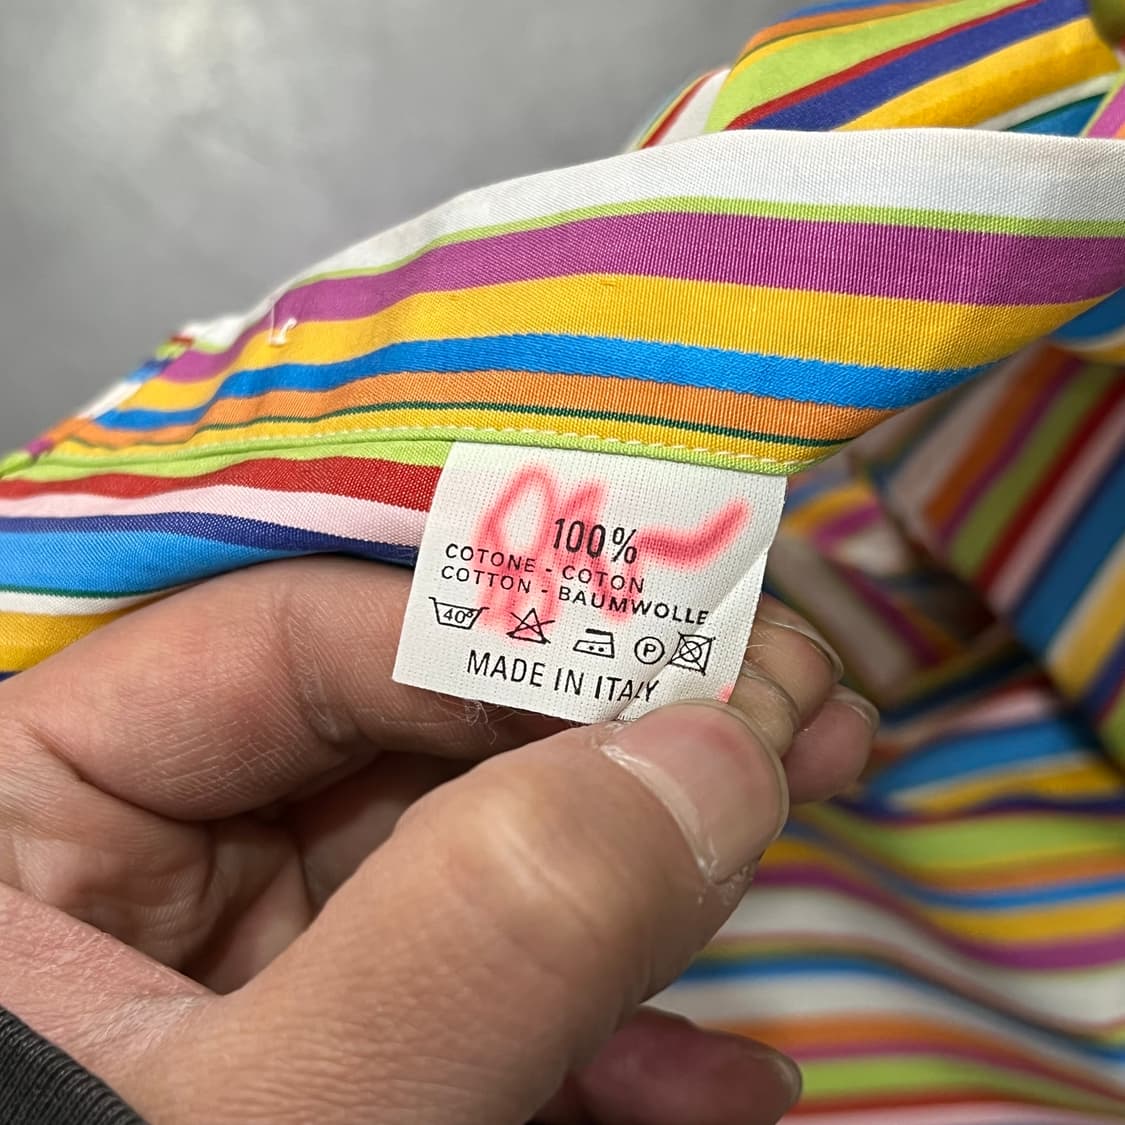 100%
COTONE - COTON
COTTON - BAUMWOLLE
40°
P
MADE IN ITALY